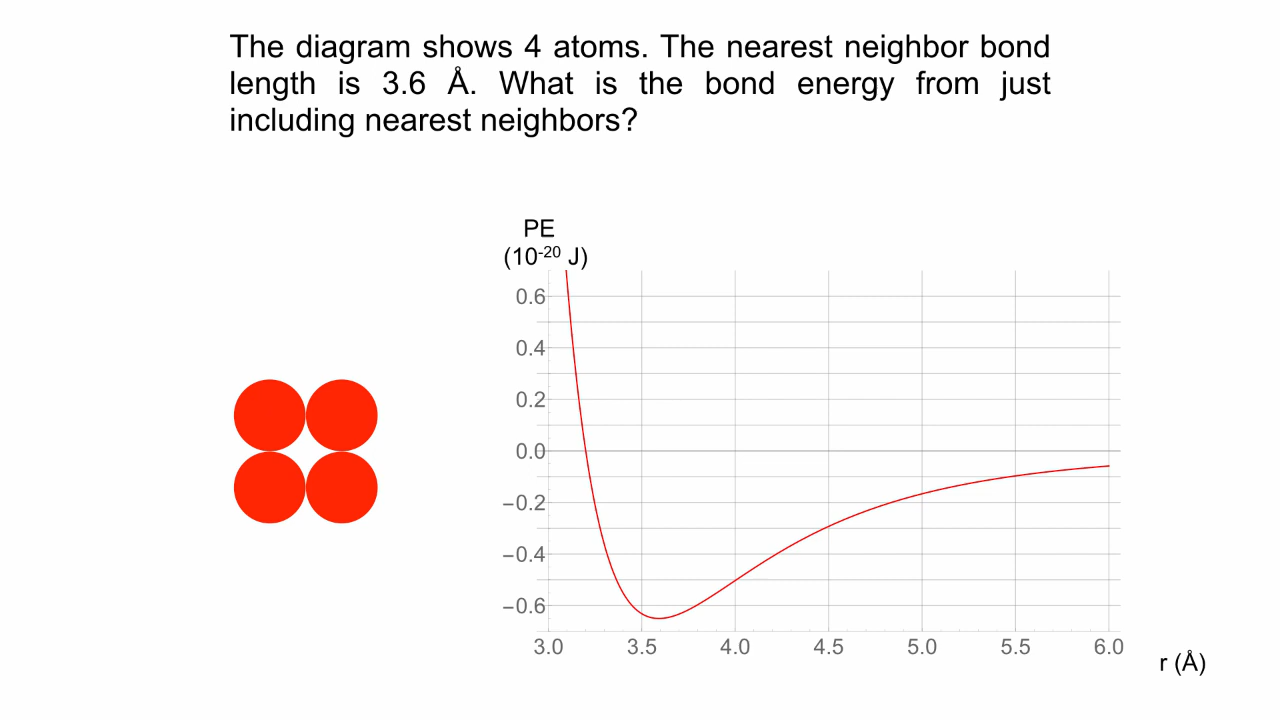 The diagram shows 4 atoms. The nearest neighbor bond
length is 3.6 Å. What is the bond energy from just
including nearest neighbors?
PE
(10⁻²⁰ J)
0.6
0.4
0.2
0.0
−0.2
−0.4
−0.6
3.0 3.5 4.0 4.5 5.0 5.5 6.0
r (Å)